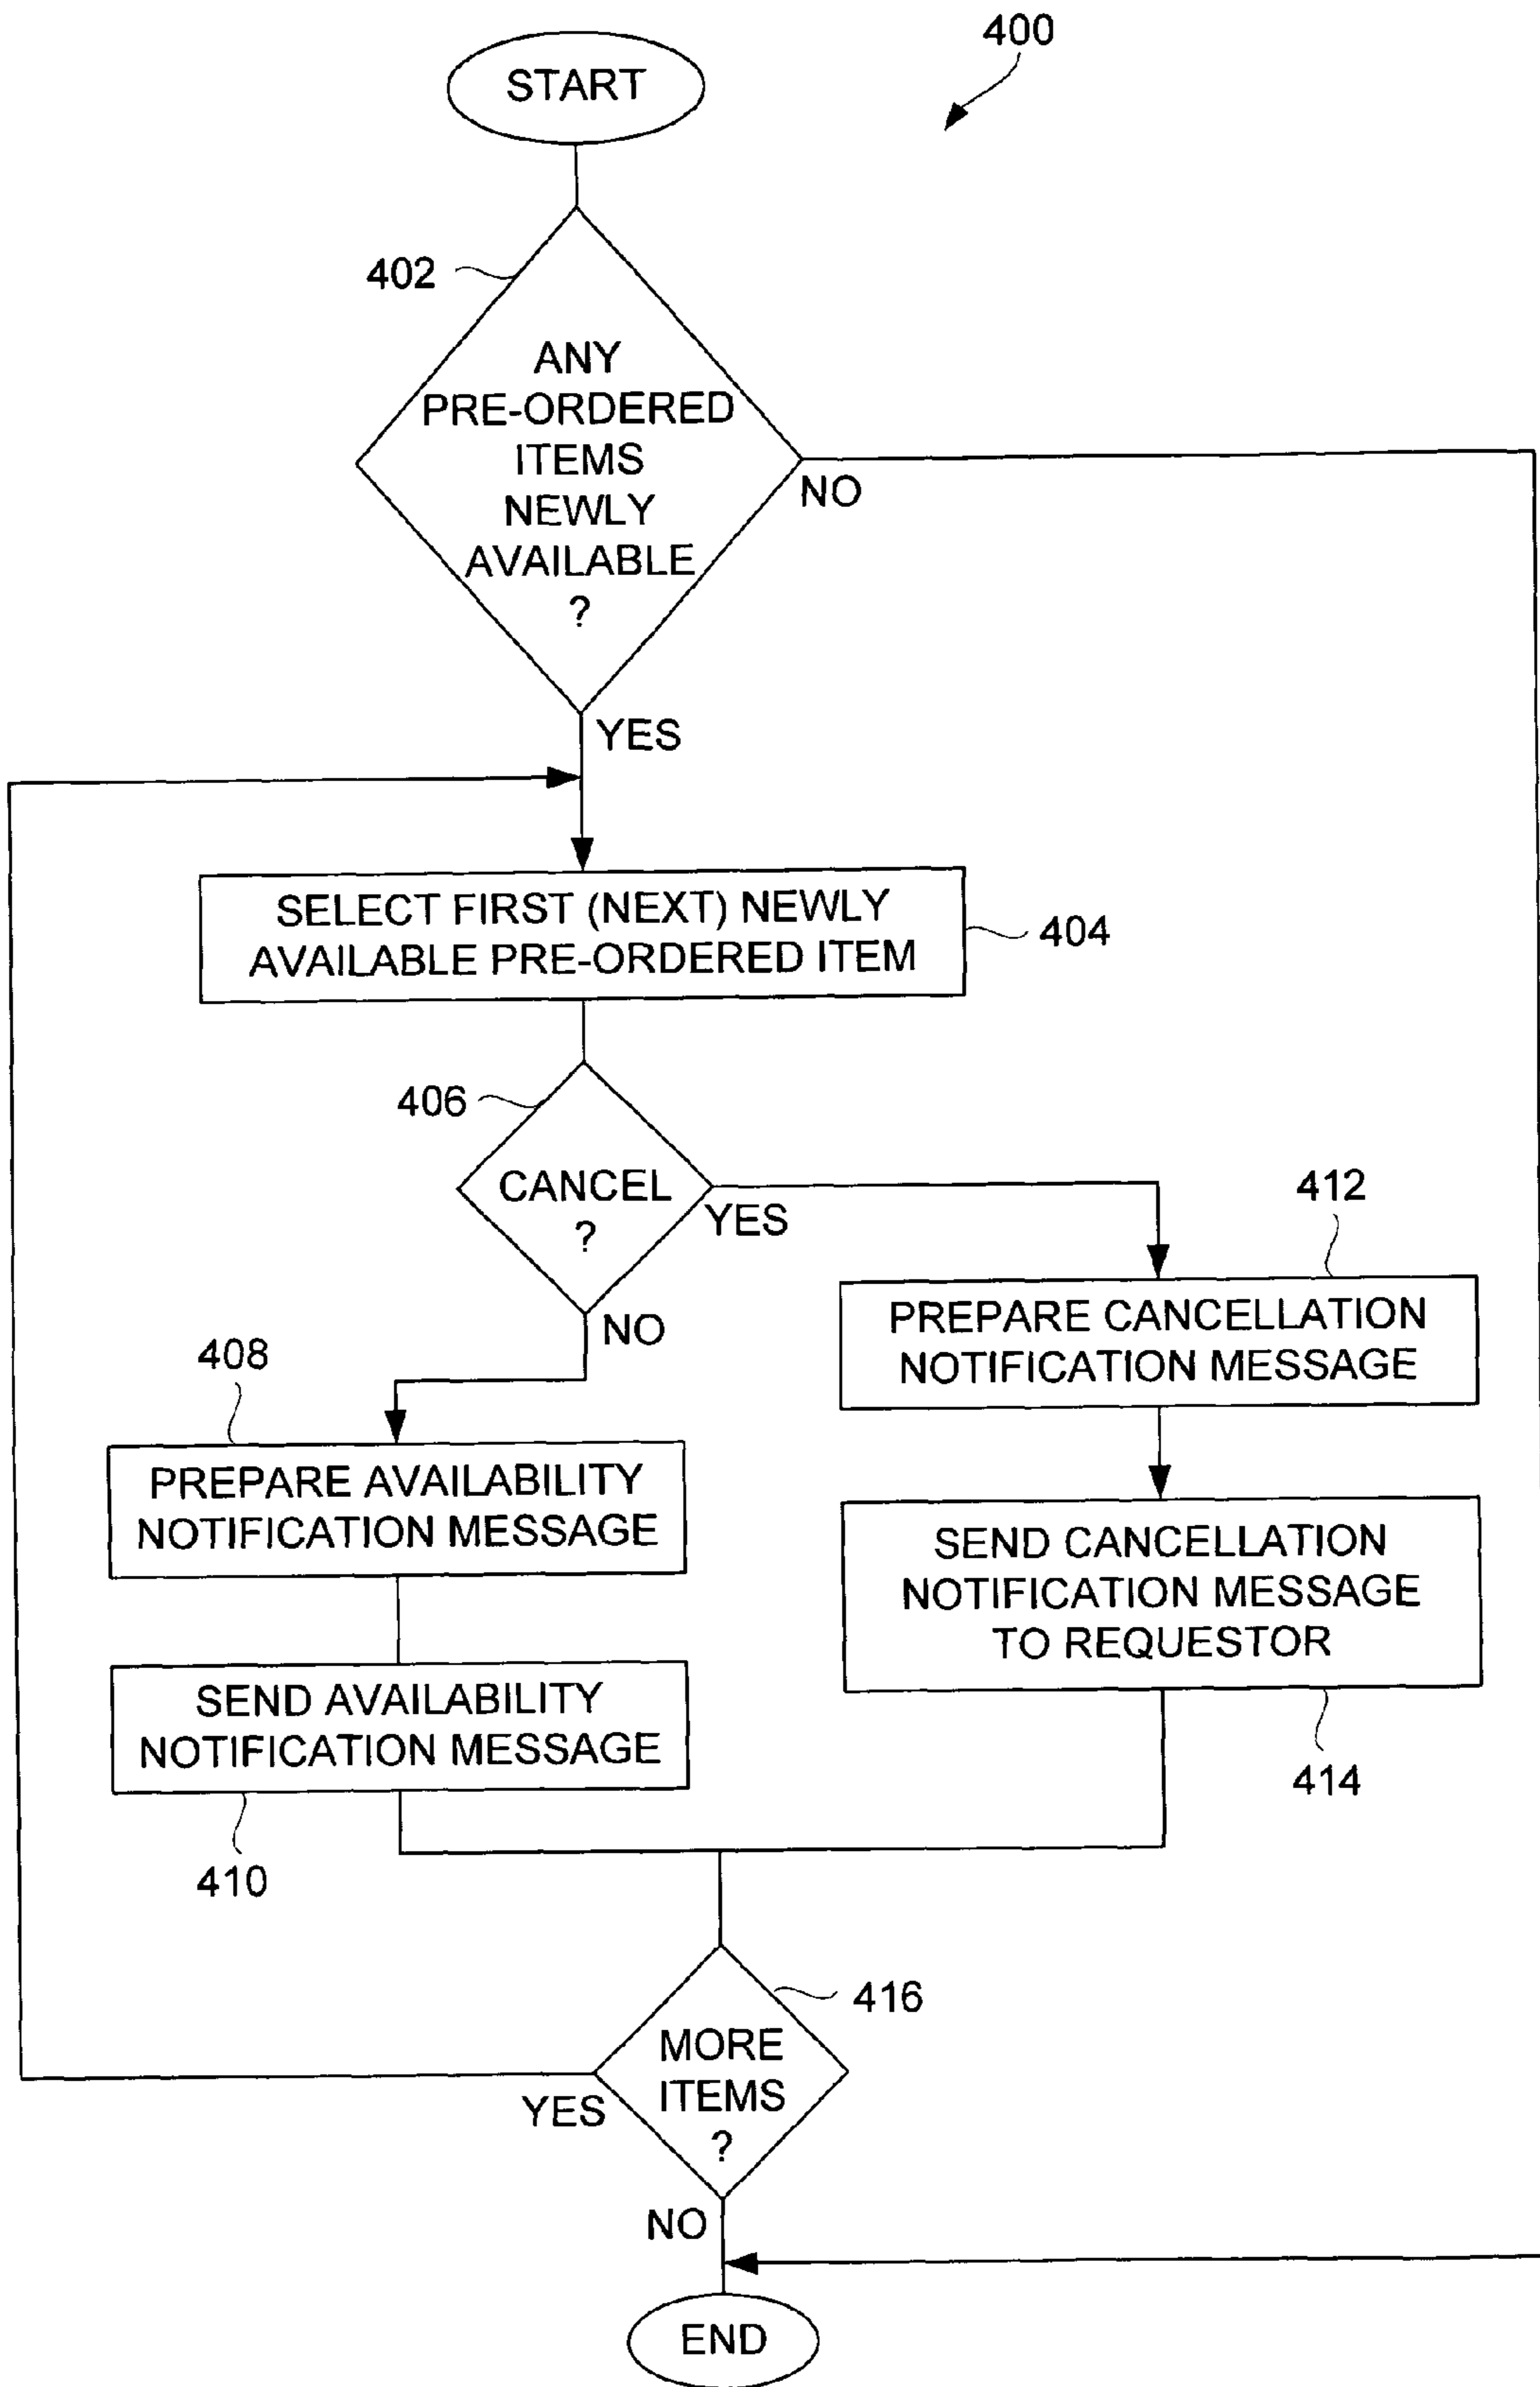 400
START
402
ANY
PRE-ORDERED
ITEMS
NEWLY
AVAILABLE
?
NO
YES
SELECT FIRST (NEXT) NEWLY
AVAILABLE PRE-ORDERED ITEM
404
406
CANCEL
?
YES
NO
412
PREPARE CANCELLATION
NOTIFICATION MESSAGE
408
PREPARE AVAILABILITY
NOTIFICATION MESSAGE
SEND CANCELLATION
NOTIFICATION MESSAGE
TO REQUESTOR
414
SEND AVAILABILITY
NOTIFICATION MESSAGE
410
416
MORE
ITEMS
?
YES
NO
END